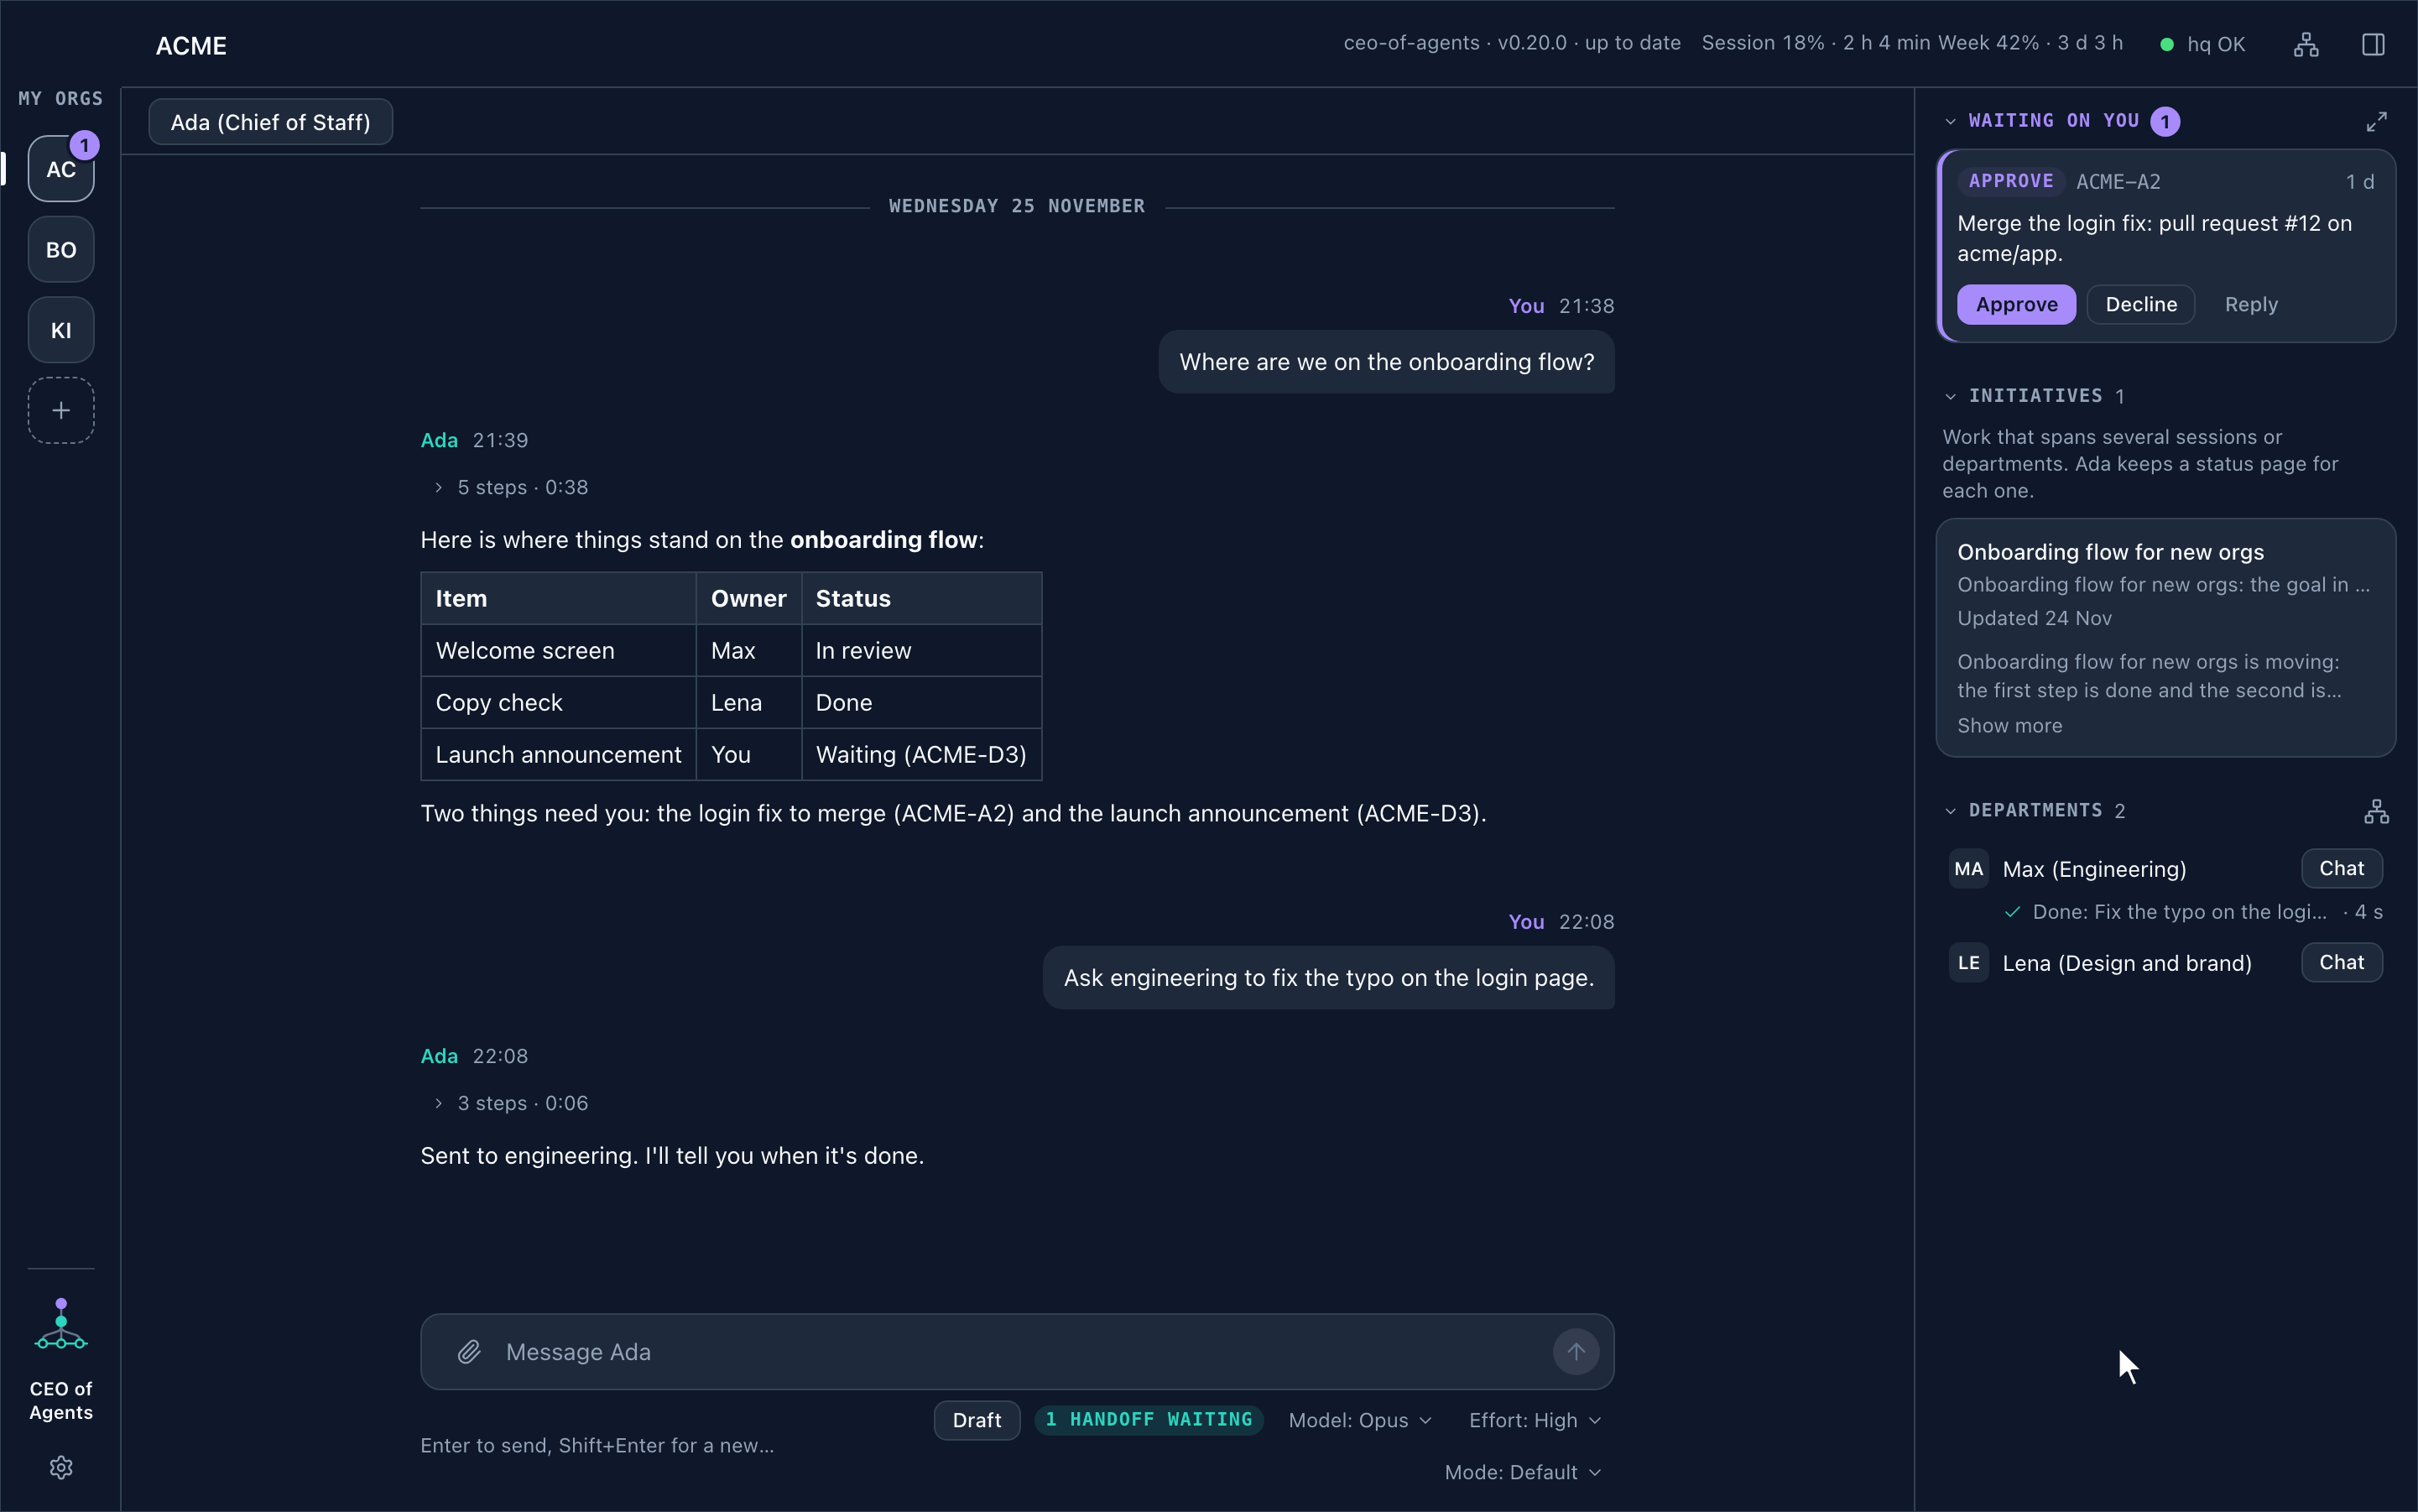 ACME
ceo-of-agents · v0.20.0 · up to date
Session 18% · 2 h 4 min Week 42% · 3 d 3 h
hq OK
MY ORGS
AC
1
BO
KI
CEO of
Agents
Ada (Chief of Staff)
WEDNESDAY 25 NOVEMBER
You 21:38
Where are we on the onboarding flow?
Ada 21:39
5 steps · 0:38
Here is where things stand on the onboarding flow:
Item Owner Status
Welcome screen Max In review
Copy check Lena Done
Launch announcement You Waiting (ACME-D3)
Two things need you: the login fix to merge (ACME-A2) and the launch announcement (ACME-D3).
You 22:08
Ask engineering to fix the typo on the login page.
Ada 22:08
3 steps · 0:06
Sent to engineering. I'll tell you when it's done.
Message Ada
Enter to send, Shift+Enter for a new…
Draft
1 HANDOFF WAITING
Model: Opus
Effort: High
Mode: Default
WAITING ON YOU 1
APPROVE ACME-A2 1 d
Merge the login fix: pull request #12 on
acme/app.
Approve Decline Reply
INITIATIVES 1
Work that spans several sessions or
departments. Ada keeps a status page for
each one.
Onboarding flow for new orgs
Onboarding flow for new orgs: the goal in …
Updated 24 Nov
Onboarding flow for new orgs is moving:
the first step is done and the second is…
Show more
DEPARTMENTS 2
MA Max (Engineering) Chat
Done: Fix the typo on the logi… · 4 s
LE Lena (Design and brand) Chat